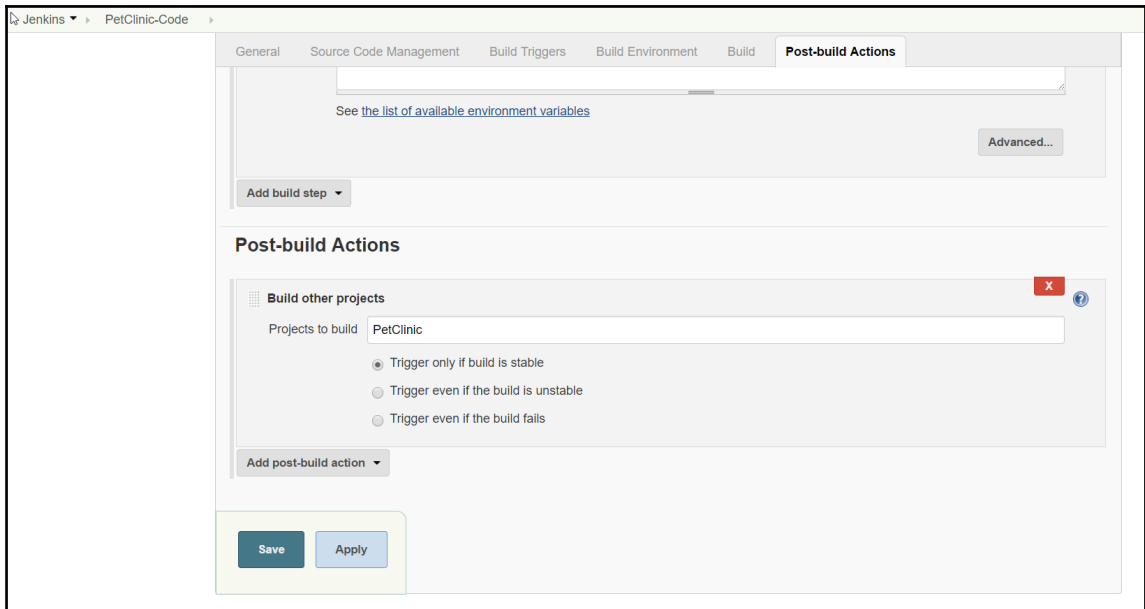 Jenkins PetClinic-Code
General Source Code Management Build Triggers Build Environment Build Post-build Actions
See the list of available environment variables
Advanced...
Add build step
Post-build Actions
X
Build other projects
?
Projects to build PetClinic
Trigger only if build is stable
Trigger even if the build is unstable
Trigger even if the build fails
Add post-build action
Save Apply